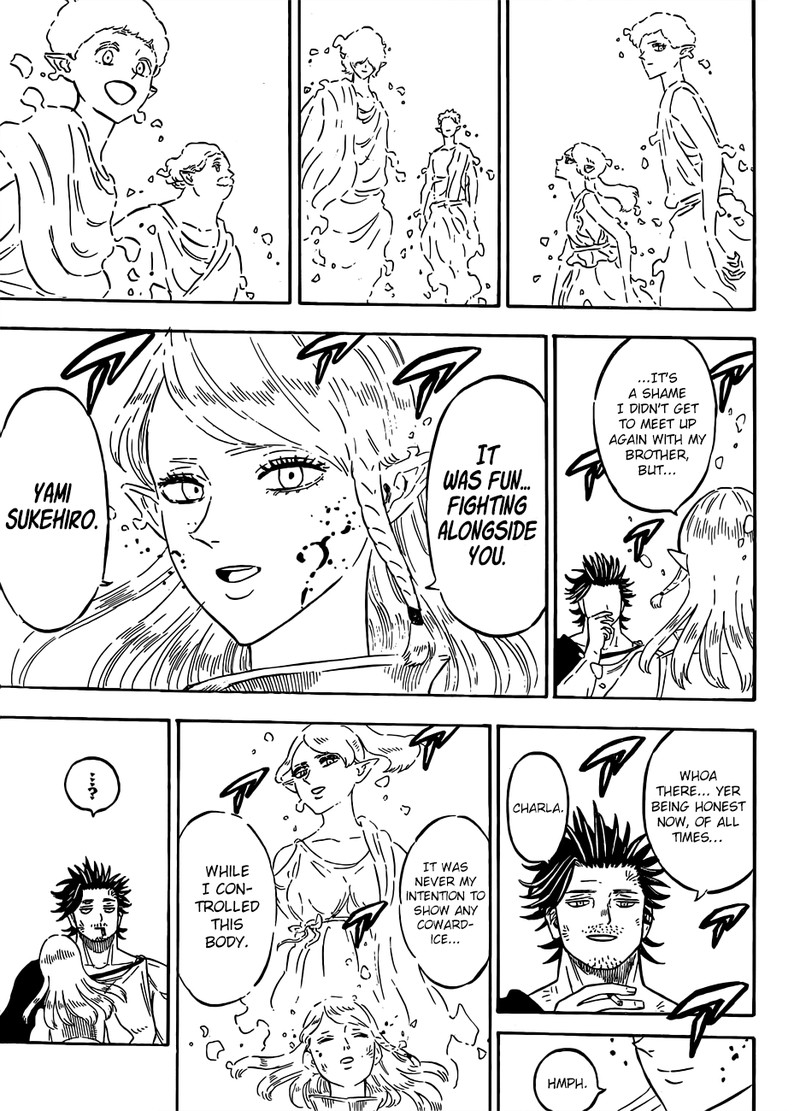 ...IT'S
A SHAME
I DIDN'T GET
TO MEET UP
AGAIN WITH MY
BROTHER,
BUT...
IT
WAS FUN...
FIGHTING
ALONGSIDE
YOU.
YAMI
SUKEHIRO.
WHOA
THERE... YER
BEING HONEST
NOW, OF ALL
TIMES...
CHARLA.
HMPH.
IT WAS
NEVER MY
INTENTION TO
SHOW ANY
COWARD-
ICE...
WHILE
I CON-
TROLLED
THIS
BODY.
...?